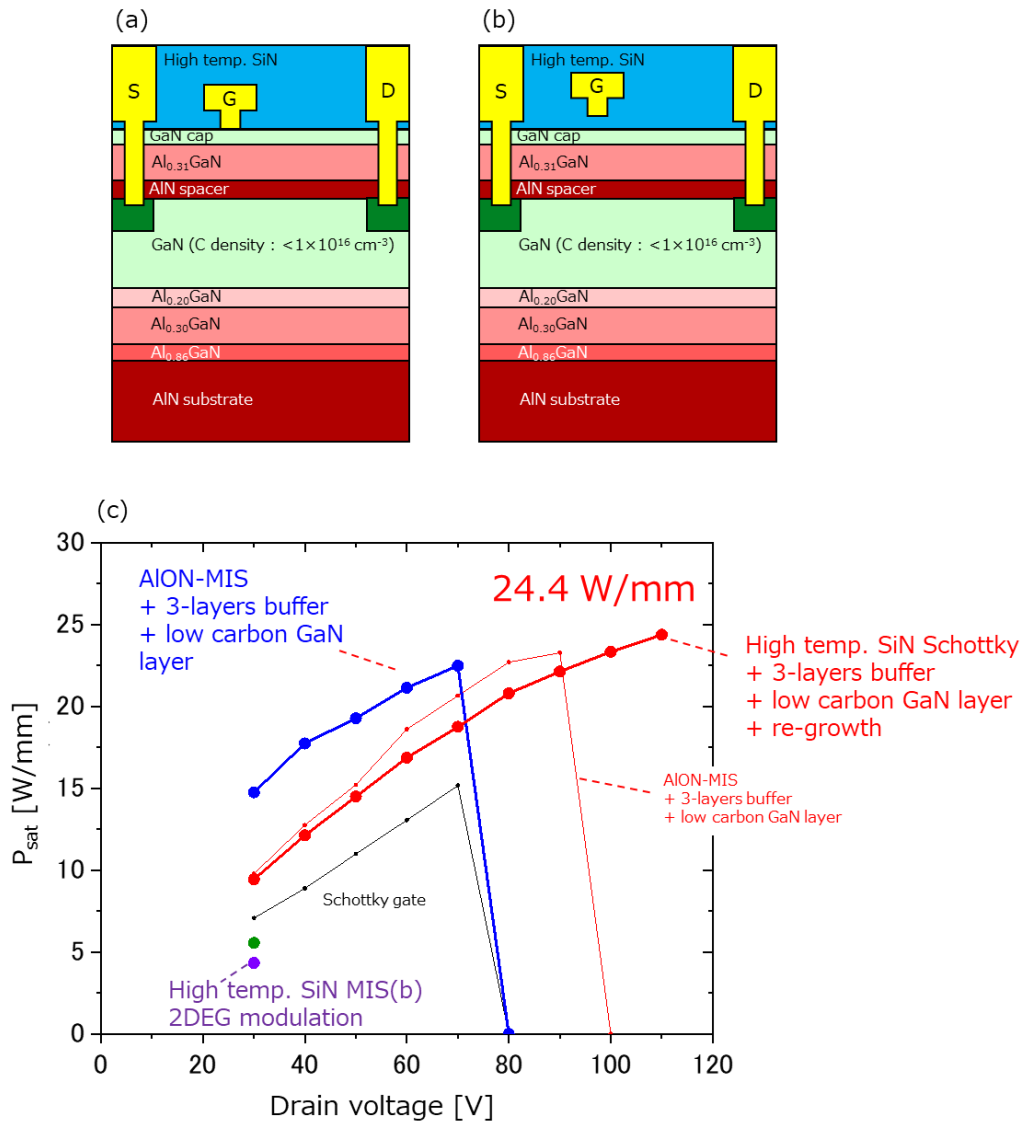 (a)
High temp. SiN
S
G
D
GaN cap
Al0.31GaN
AlN spacer
GaN (C density : <1×10¹⁶ cm⁻³)
Al0.20GaN
Al0.30GaN
Al0.86GaN
AlN substrate
(b)
High temp. SiN
S
G
D
GaN cap
Al0.31GaN
AlN spacer
GaN (C density : <1×10¹⁶ cm⁻³)
Al0.20GaN
Al0.30GaN
Al0.86GaN
AlN substrate
(c)
Psat [W/mm]
30
25
20
15
10
5
0
AlON-MIS
+ 3-layers buffer
+ low carbon GaN
layer
24.4 W/mm
High temp. SiN Schottky
+ 3-layers buffer
+ low carbon GaN layer
+ re-growth
AlON-MIS
+ 3-layers buffer
+ low carbon GaN layer
Schottky gate
High temp. SiN MIS(b)
2DEG modulation
0
20
40
60
80
100
120
Drain voltage [V]